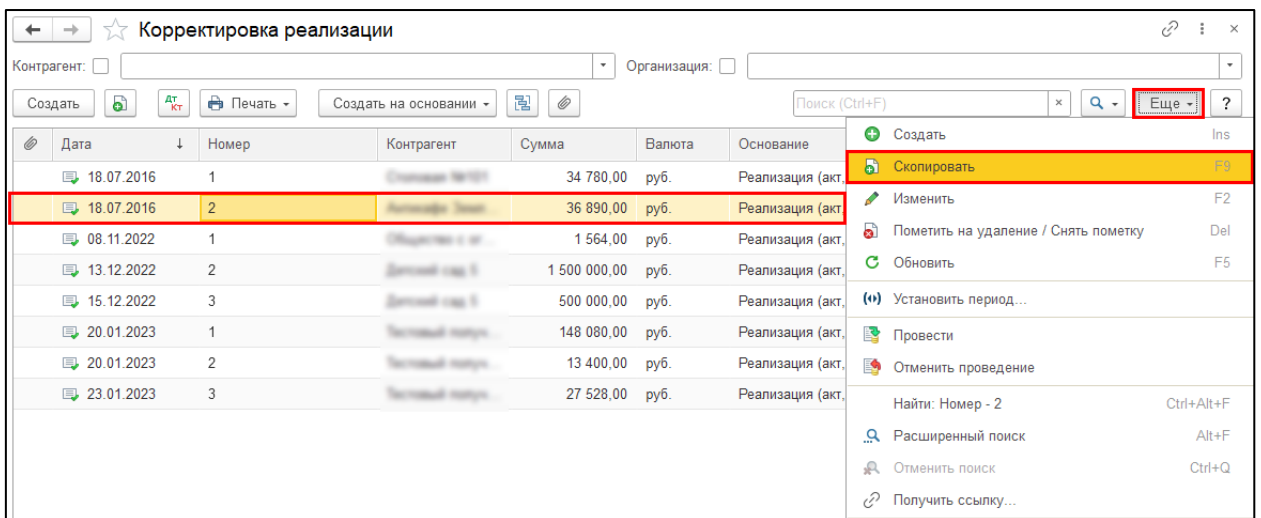 Корректировка реализации
Контрагент: Организация:
Создать Дт Кт Печать Создать на основании Поиск (Ctrl+F) × Еще ?
Дата ↓ Номер Контрагент Сумма Валюта Основание
18.07.2016 1 34 780,00 руб. Реализация (акт,
18.07.2016 2 36 890,00 руб. Реализация (акт,
08.11.2022 1 1 564,00 руб. Реализация (акт,
13.12.2022 2 1 500 000,00 руб. Реализация (акт,
15.12.2022 3 500 000,00 руб. Реализация (акт,
20.01.2023 1 148 080,00 руб. Реализация (акт,
20.01.2023 2 13 400,00 руб. Реализация (акт,
23.01.2023 3 27 528,00 руб. Реализация (акт,
Создать Ins
Скопировать F9
Изменить F2
Пометить на удаление / Снять пометку Del
Обновить F5
Установить период...
Провести
Отменить проведение
Найти: Номер - 2 Ctrl+Alt+F
Расширенный поиск Alt+F
Отменить поиск Ctrl+Q
Получить ссылку...